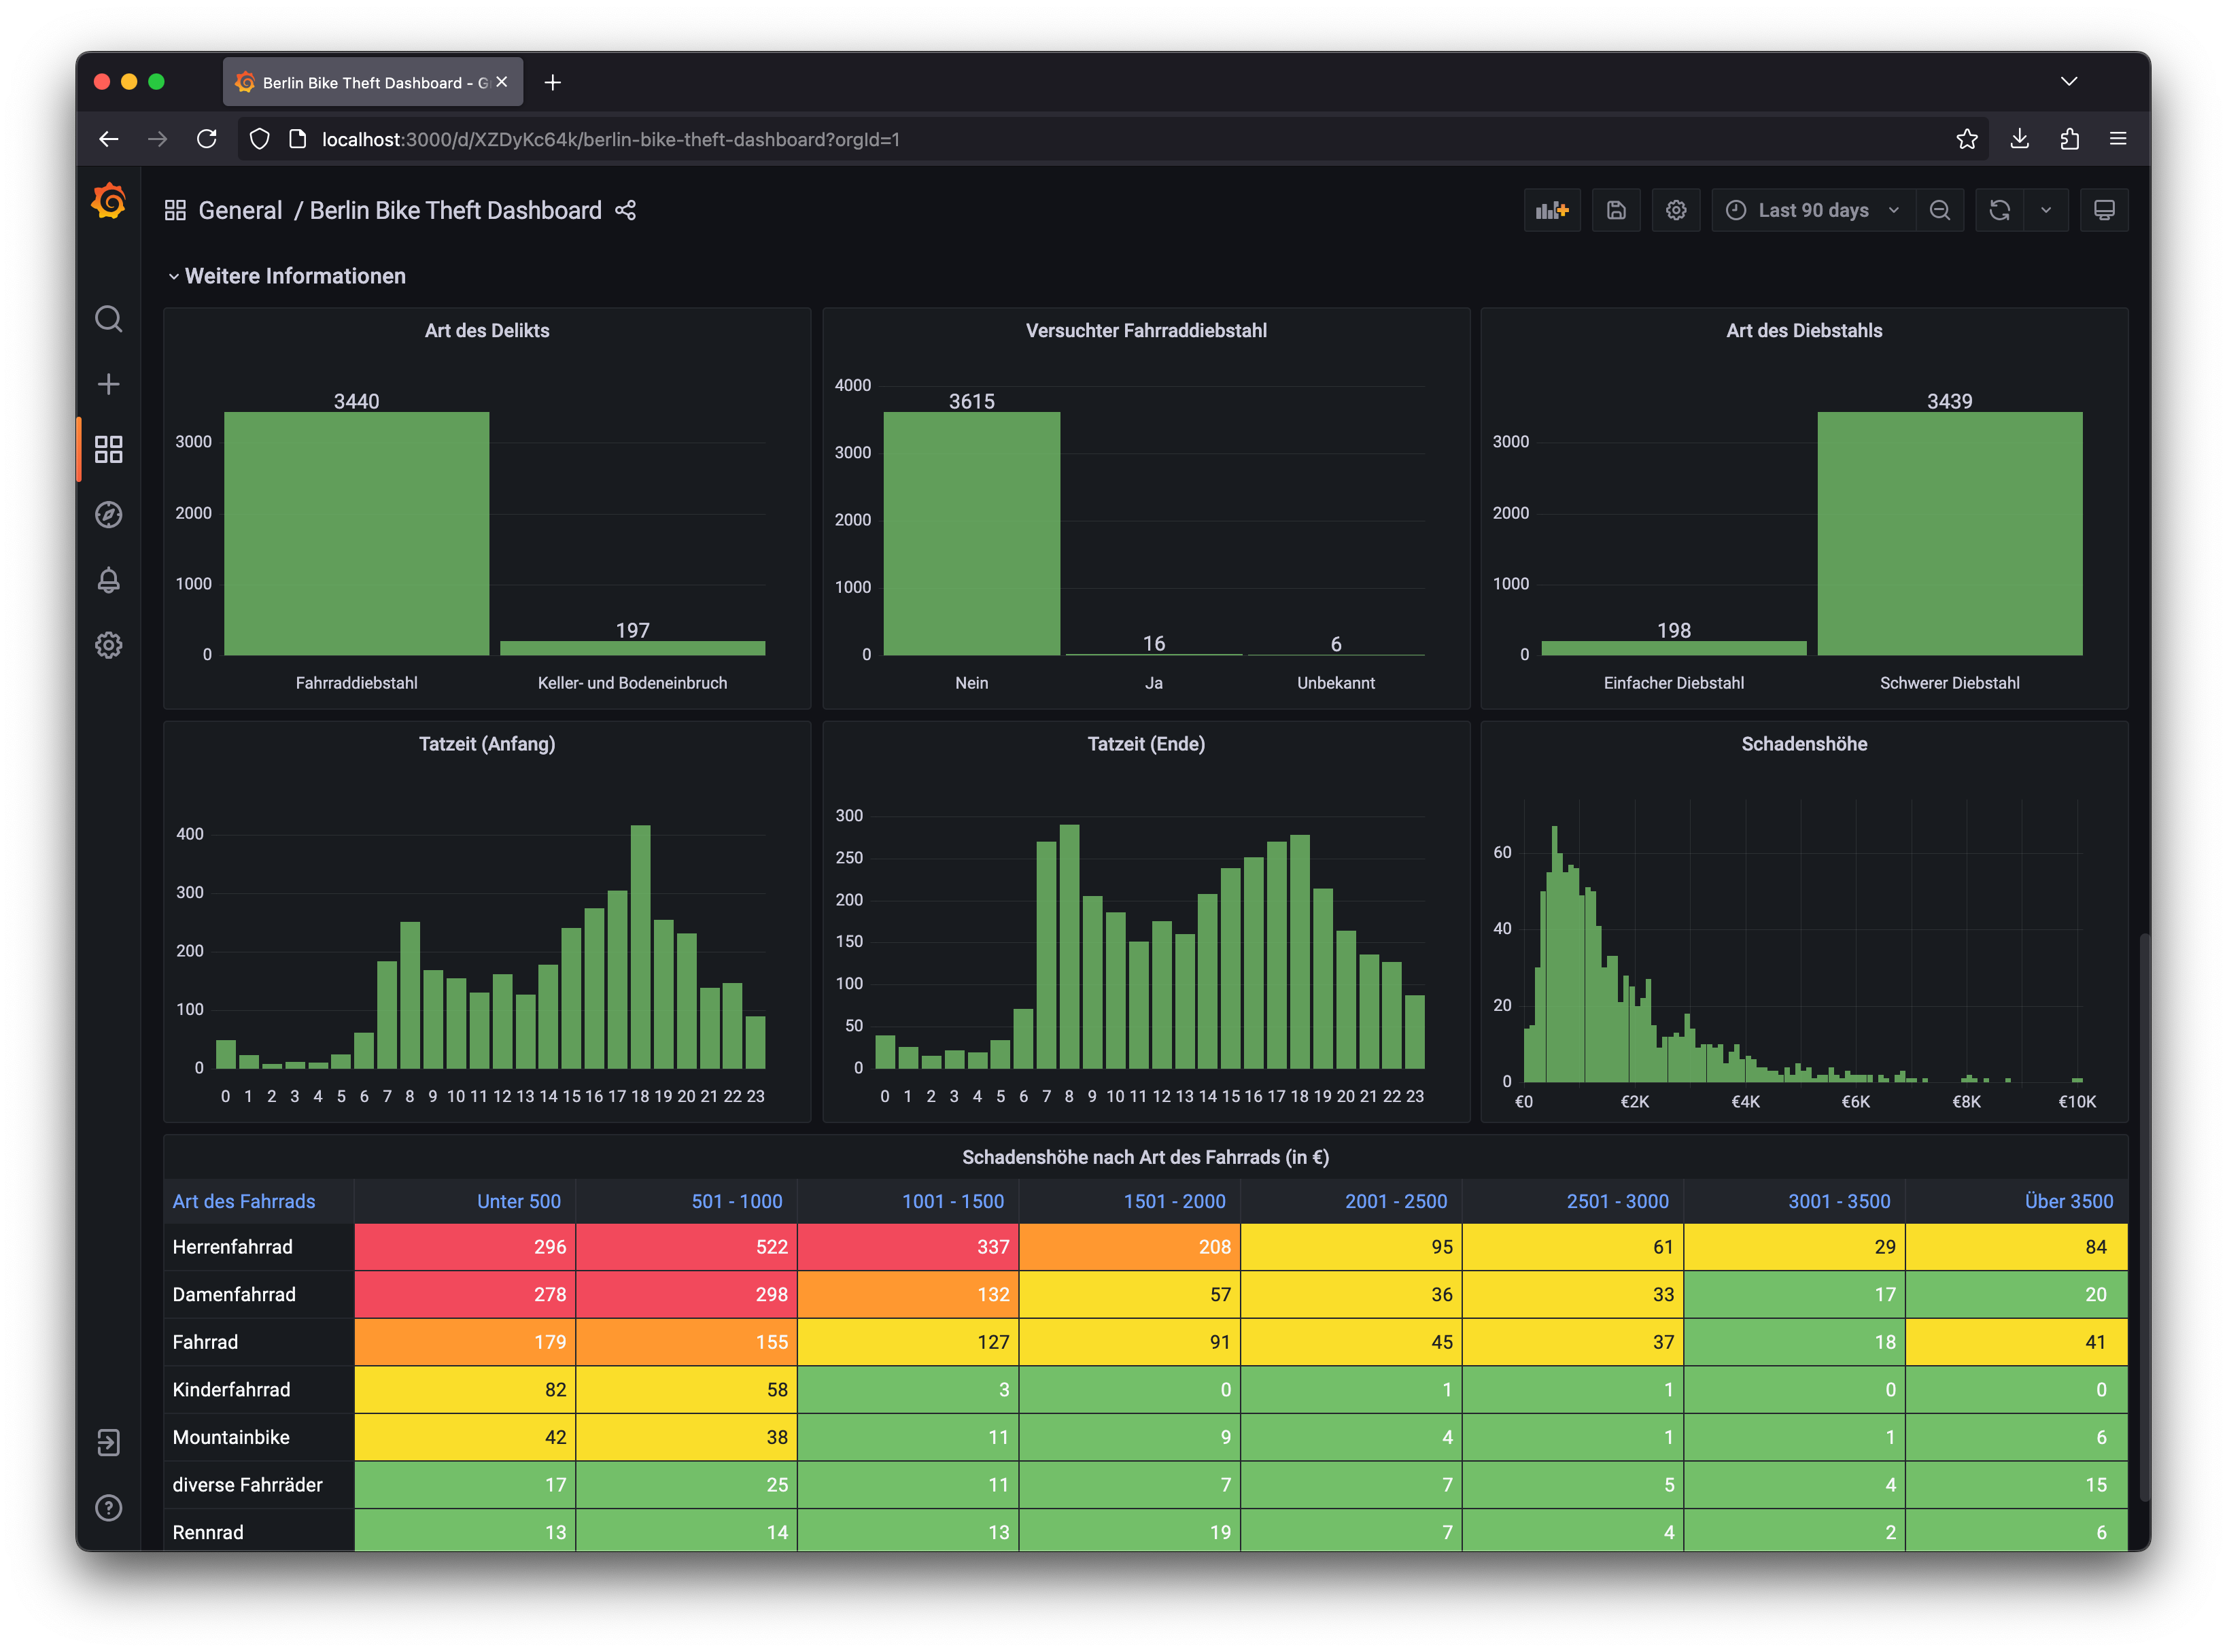 Berlin Bike Theft Dashboard - G
localhost:3000/d/XZDyKc64k/berlin-bike-theft-dashboard?orgId=1
General / Berlin Bike Theft Dashboard
Last 90 days
Weitere Informationen
Art des Delikts
3440
3000
2000
1000
197
0
Fahrraddiebstahl Keller- und Bodeneinbruch
Versuchter Fahrraddiebstahl
4000
3615
3000
2000
1000
16 6
0
Nein Ja Unbekannt
Art des Diebstahls
3439
3000
2000
1000
198
0
Einfacher Diebstahl Schwerer Diebstahl
Tatzeit (Anfang)
400
300
200
100
0
0 1 2 3 4 5 6 7 8 9 10 11 12 13 14 15 16 17 18 19 20 21 22 23
Tatzeit (Ende)
300
250
200
150
100
50
0
0 1 2 3 4 5 6 7 8 9 10 11 12 13 14 15 16 17 18 19 20 21 22 23
Schadenshöhe
60
40
20
0
€0 €2K €4K €6K €8K €10K
Schadenshöhe nach Art des Fahrrads (in €)
Art des Fahrrads Unter 500 501 - 1000 1001 - 1500 1501 - 2000 2001 - 2500 2501 - 3000 3001 - 3500 Über 3500
Herrenfahrrad 296 522 337 208 95 61 29 84
Damenfahrrad 278 298 132 57 36 33 17 20
Fahrrad 179 155 127 91 45 37 18 41
Kinderfahrrad 82 58 3 0 1 1 0 0
Mountainbike 42 38 11 9 4 1 1 6
diverse Fahrräder 17 25 11 7 7 5 4 15
Rennrad 13 14 13 19 7 4 2 6